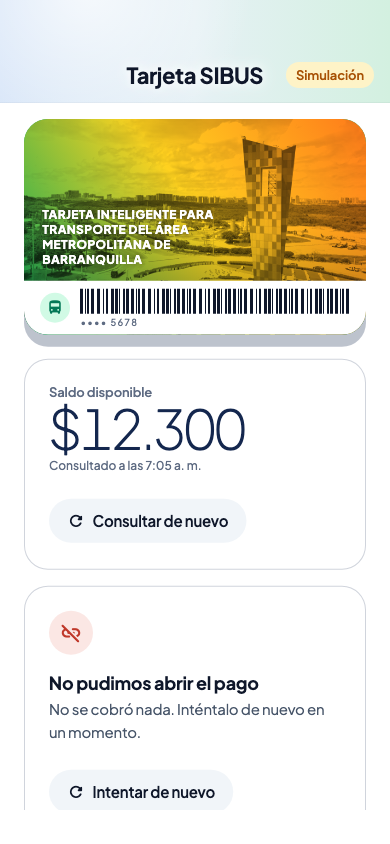 Tarjeta SIBUS
Simulación
TARJETA INTELIGENTE PARA
TRANSPORTE DEL ÁREA
METROPOLITANA DE
BARRANQUILLA
•••• 5678
Saldo disponible
$12.300
Consultado a las 7:05 a. m.
Consultar de nuevo
No pudimos abrir el pago
No se cobró nada. Inténtalo de nuevo en
un momento.
Intentar de nuevo